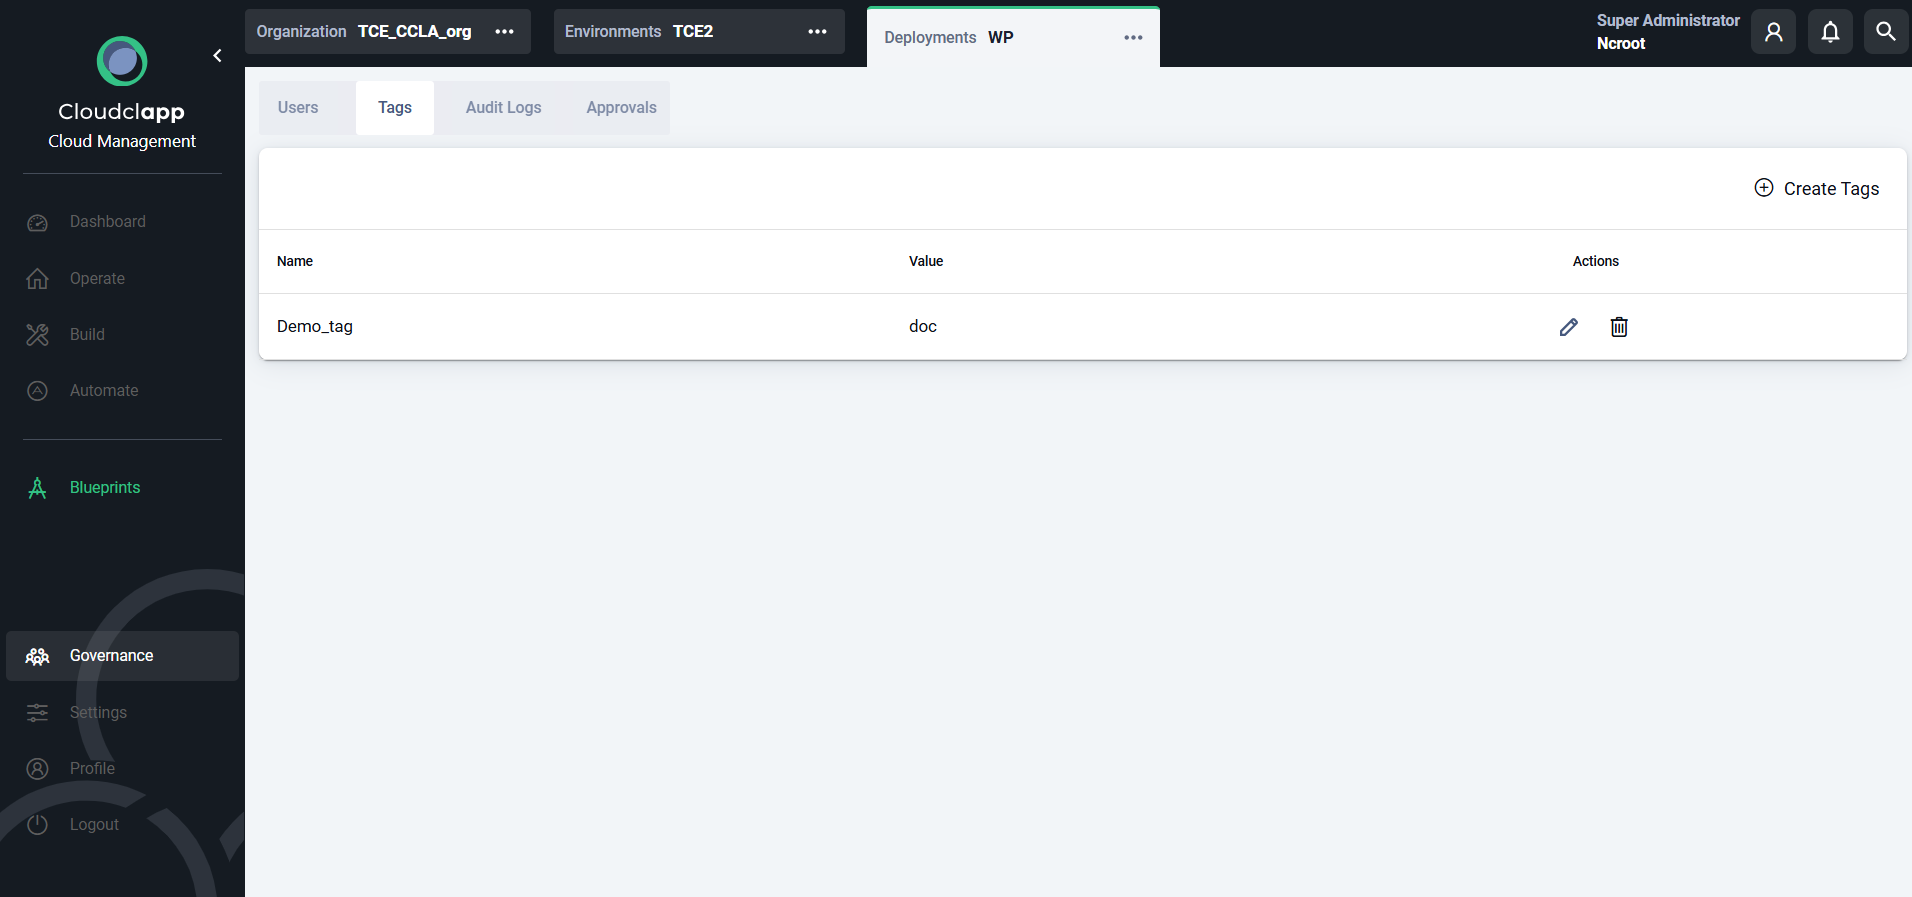 Cloudclapp
Cloud Management
Dashboard
Operate
Build
Automate
Blueprints
Governance
Settings
Profile
Logout
Organization TCE_CCLA_org
Environments TCE2
Deployments WP
Super Administrator
Ncroot
Users Tags Audit Logs Approvals
Create Tags
Name Value Actions
Demo_tag doc